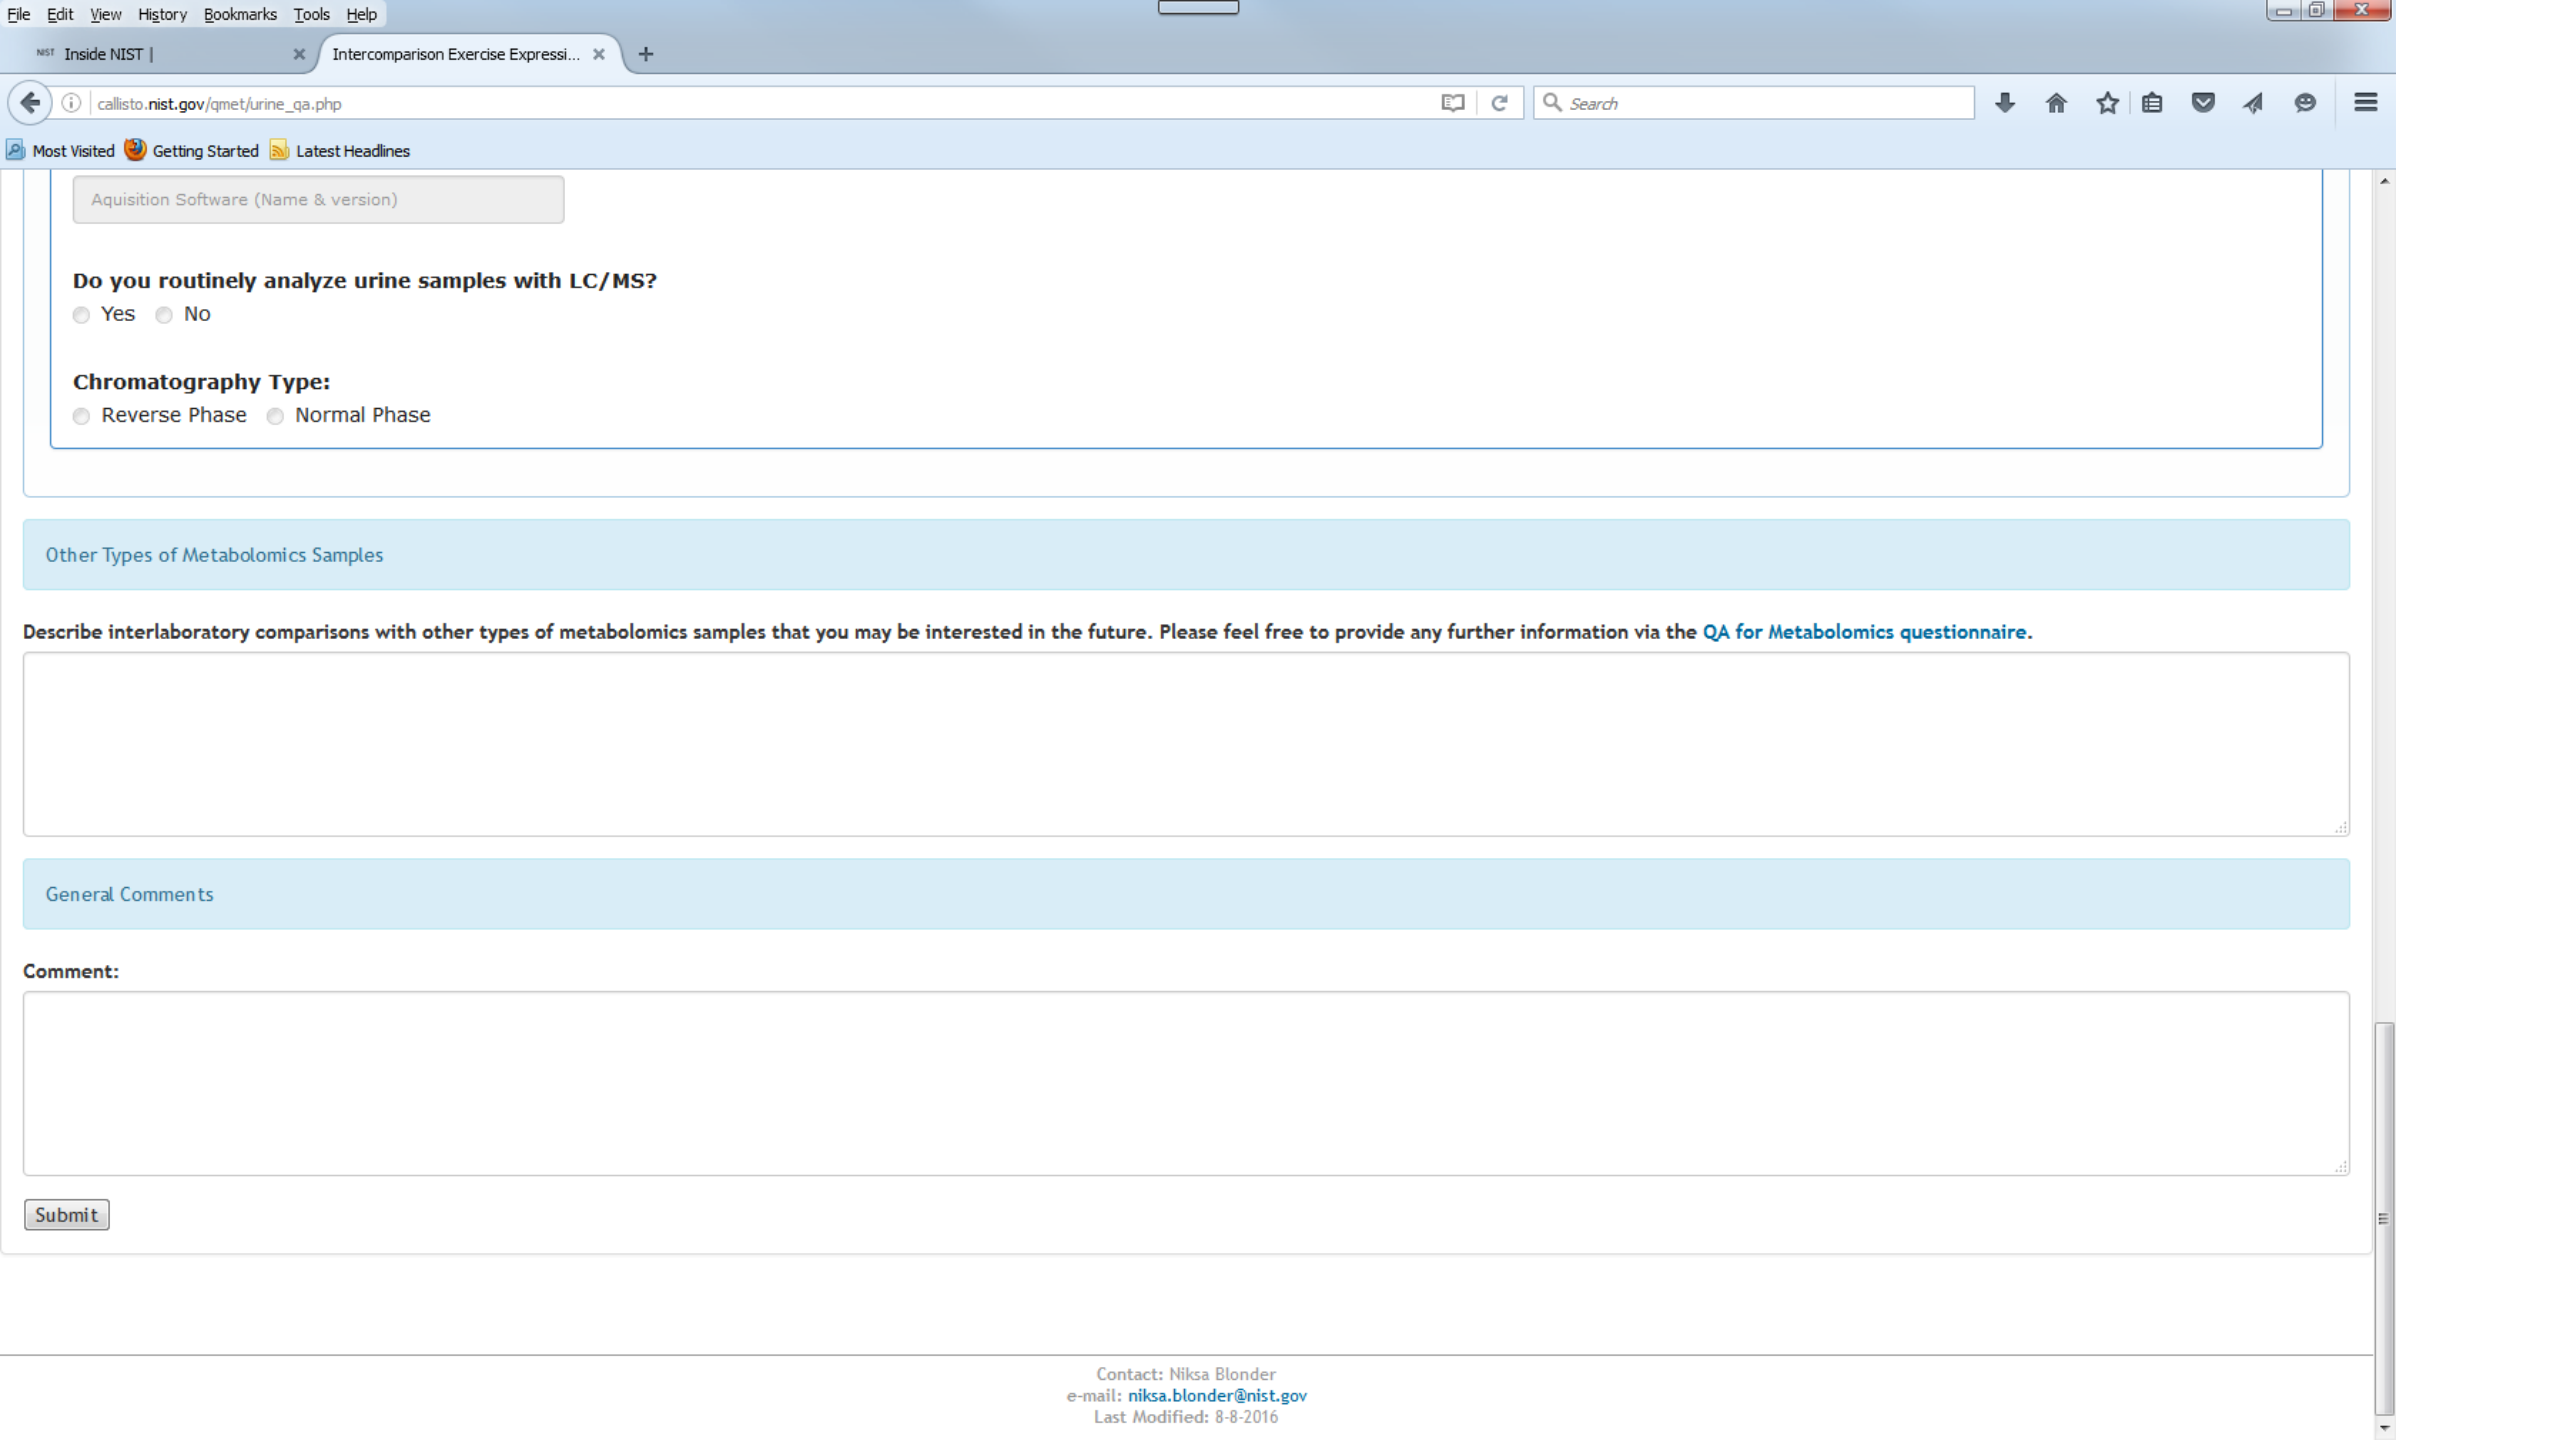 File Edit View History Bookmarks Tools Help
NIST Inside NIST |
Intercomparison Exercise Expressi...
callisto.nist.gov/qmet/urine_qa.php
Search
Most Visited Getting Started Latest Headlines
Aquisition Software (Name & version)
Do you routinely analyze urine samples with LC/MS?
Yes No
Chromatography Type:
Reverse Phase Normal Phase
Other Types of Metabolomics Samples
Describe interlaboratory comparisons with other types of metabolomics samples that you may be interested in the future. Please feel free to provide any further information via the QA for Metabolomics questionnaire.
General Comments
Comment:
Submit
Contact: Niksa Blonder
e-mail: niksa.blonder@nist.gov
Last Modified: 8-8-2016